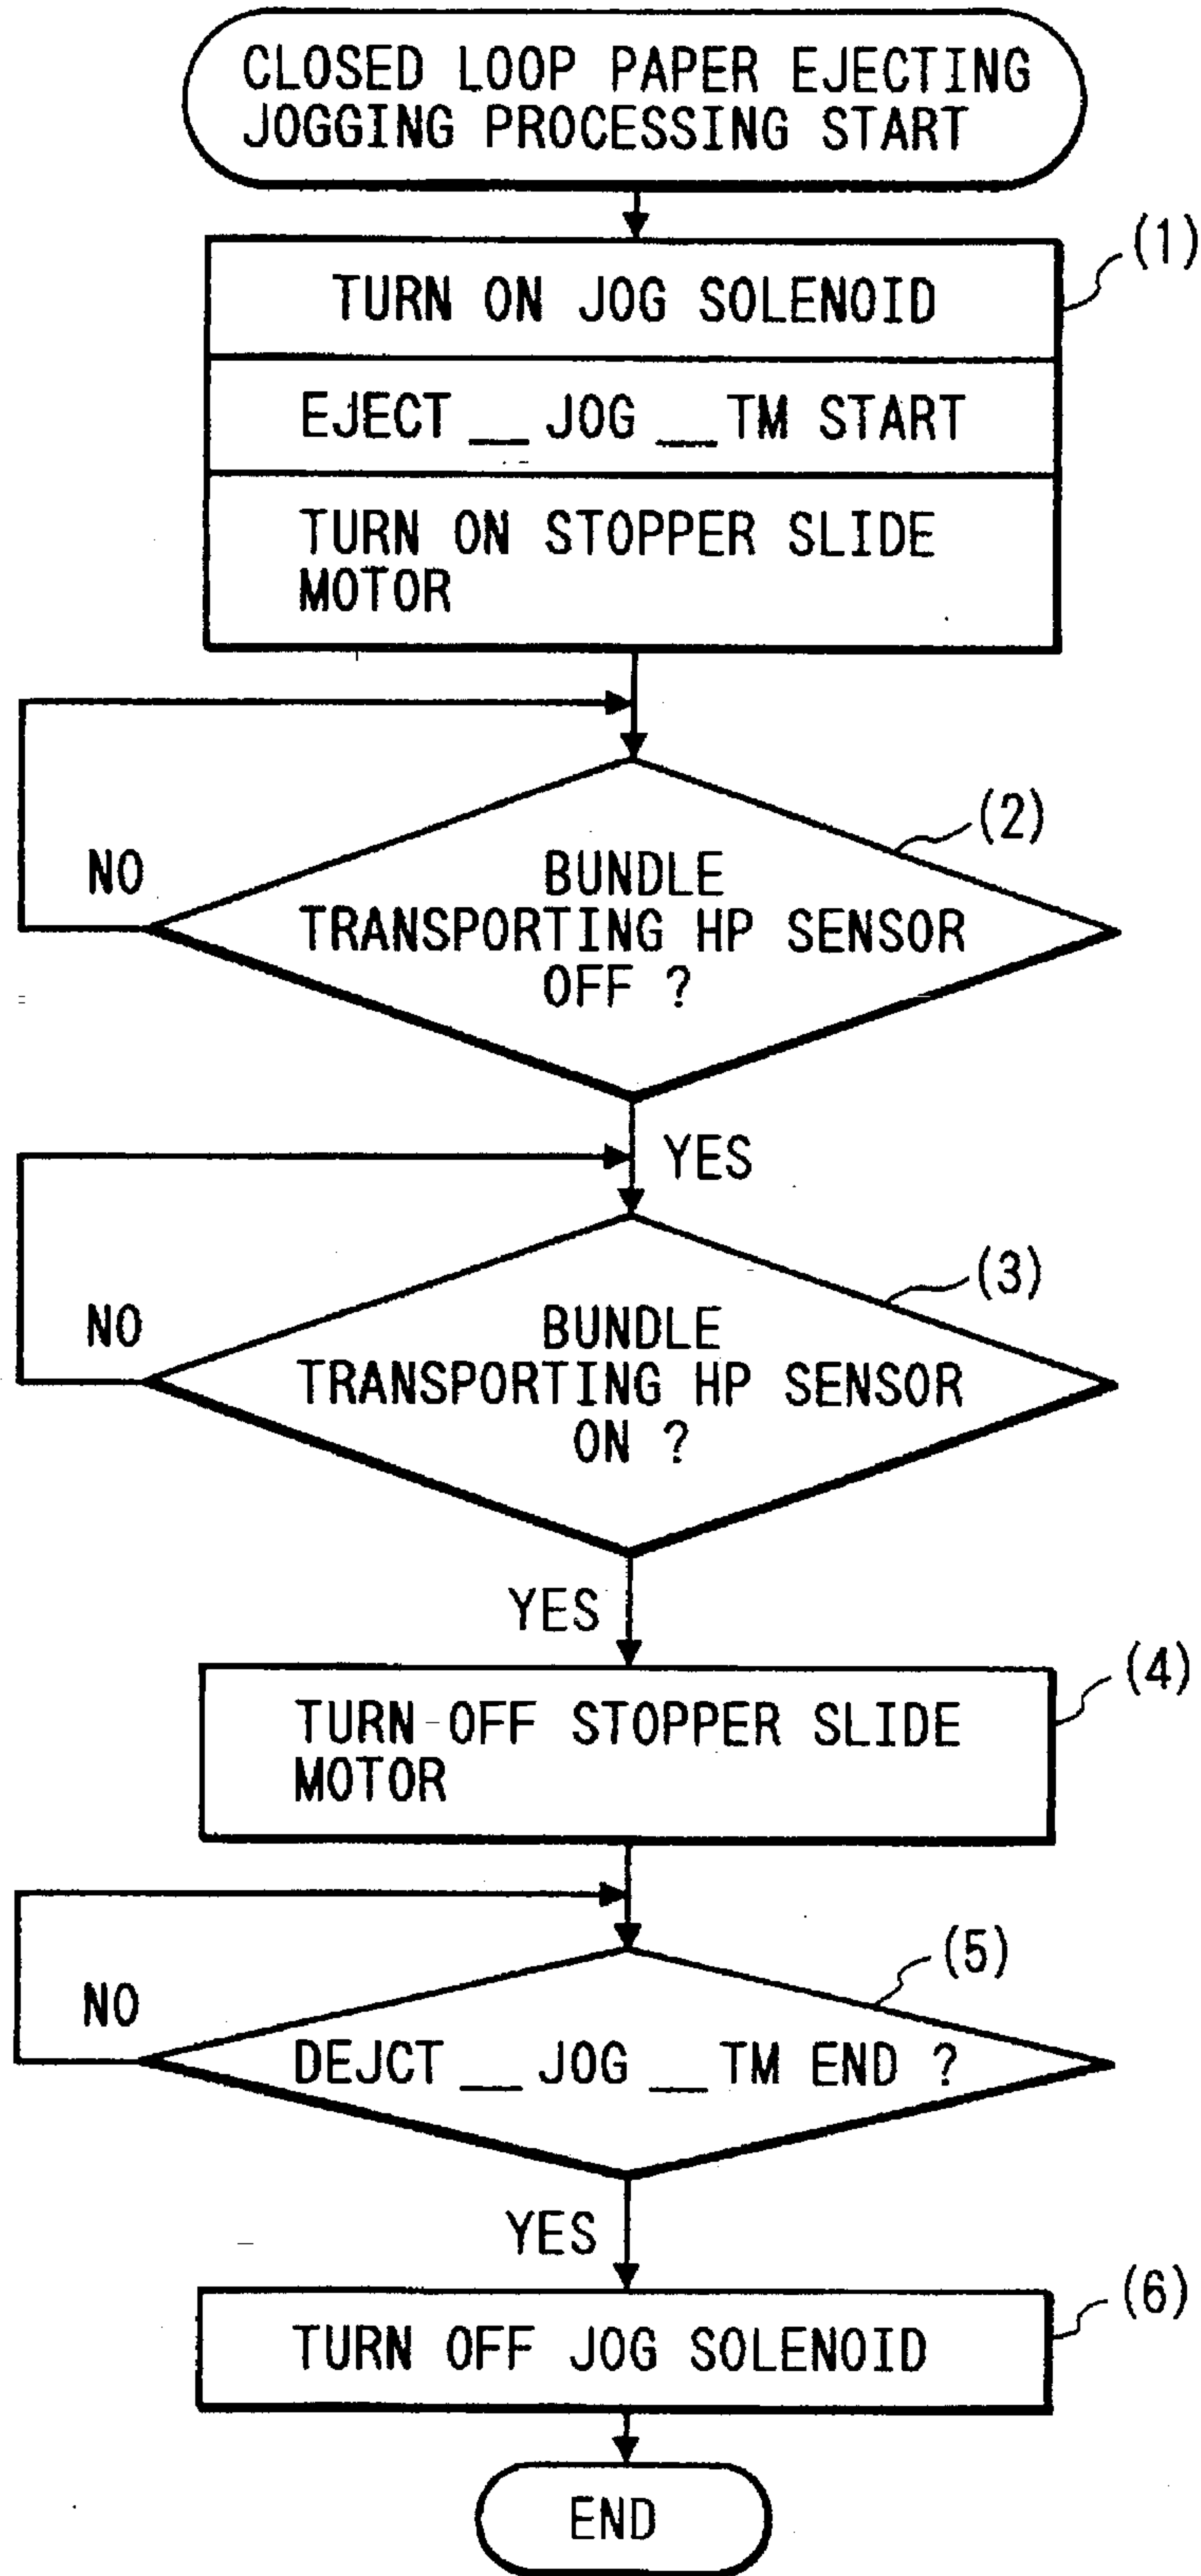 CLOSED LOOP PAPER EJECTING
JOGGING PROCESSING START
(1)
TURN ON JOG SOLENOID
EJECT __ JOG __ TM START
TURN ON STOPPER SLIDE
MOTOR
(2)
NO
BUNDLE
TRANSPORTING HP SENSOR
OFF ?
YES
(3)
NO
BUNDLE
TRANSPORTING HP SENSOR
ON ?
YES
(4)
TURN OFF STOPPER SLIDE
MOTOR
(5)
NO
DEJCT __ JOG __ TM END ?
YES
(6)
TURN OFF JOG SOLENOID
END